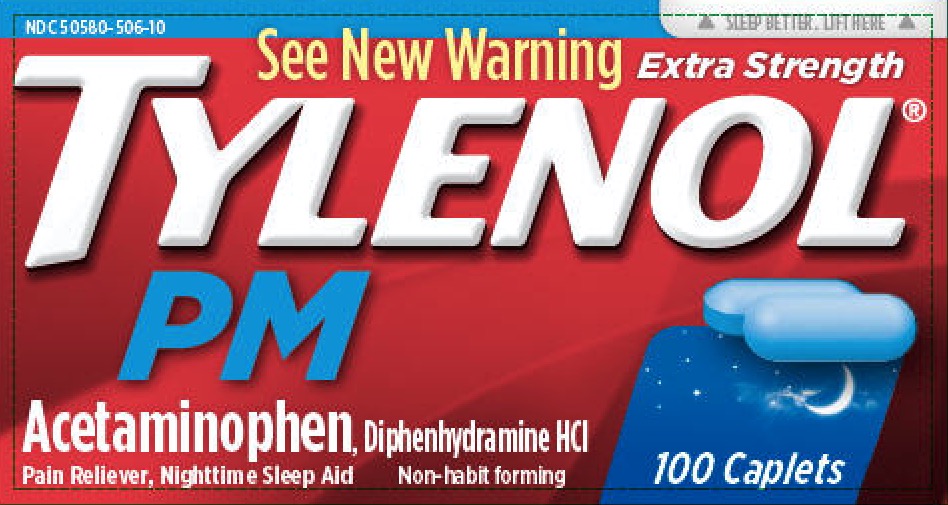 NDC 50580-506-10
SLEEP BETTER. LIFT HERE
See New Warning Extra Strength
TYLENOL®
PM
Acetaminophen, Diphenhydramine HCl
Pain Reliever, Nighttime Sleep Aid Non-habit forming
100 Caplets